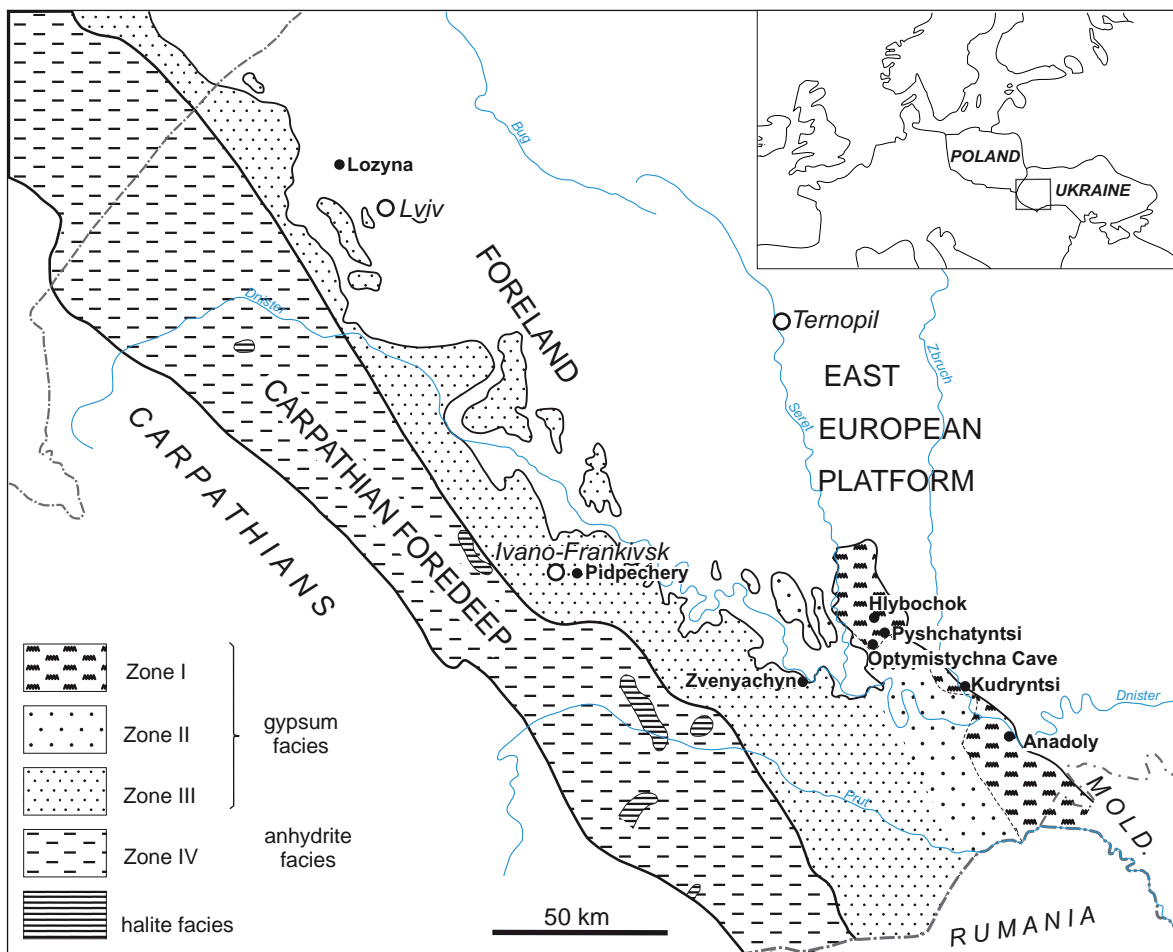 POLAND
UKRAINE
Bug
Lozyna
Lviv
FORELAND
Dnister
Ternopil
Zbruch
EAST
EUROPEAN
PLATFORM
Seret
CARPATHIAN FOREDEEP
CARPATHIANS
Ivano-Frankivsk
Pidpechery
Hlybochok
Pyshchatyntsi
Optymistychna Cave
Zvenyachyn
Kudryntsi
Dnister
Anadoly
MOLD.
Prut
RUMANIA
Zone I
Zone II
Zone III
gypsum
facies
Zone IV
anhydrite
facies
halite facies
50 km